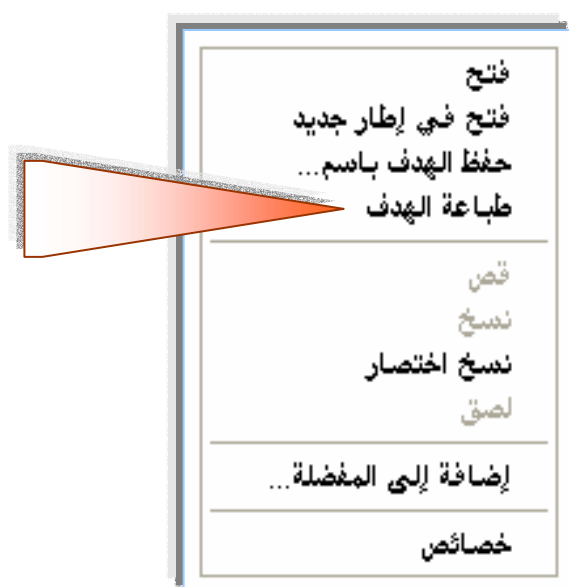 فتح
فتح في إطار جديد
حفظ الهدف باسم...
طباعة الهدف
قص
نسخ
نسخ اختصار
لصق
إضافة إلى المفضلة...
خصائص